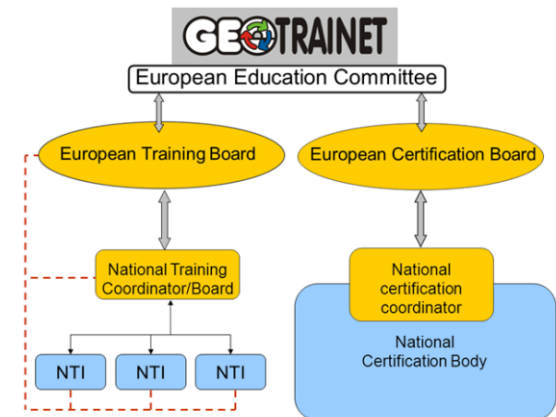 GEOTRAINET
European Education Committee
European Training Board
European Certification Board
National Training
Coordinator/Board
National
certification
coordinator
National
Certification Body
NTI
NTI
NTI